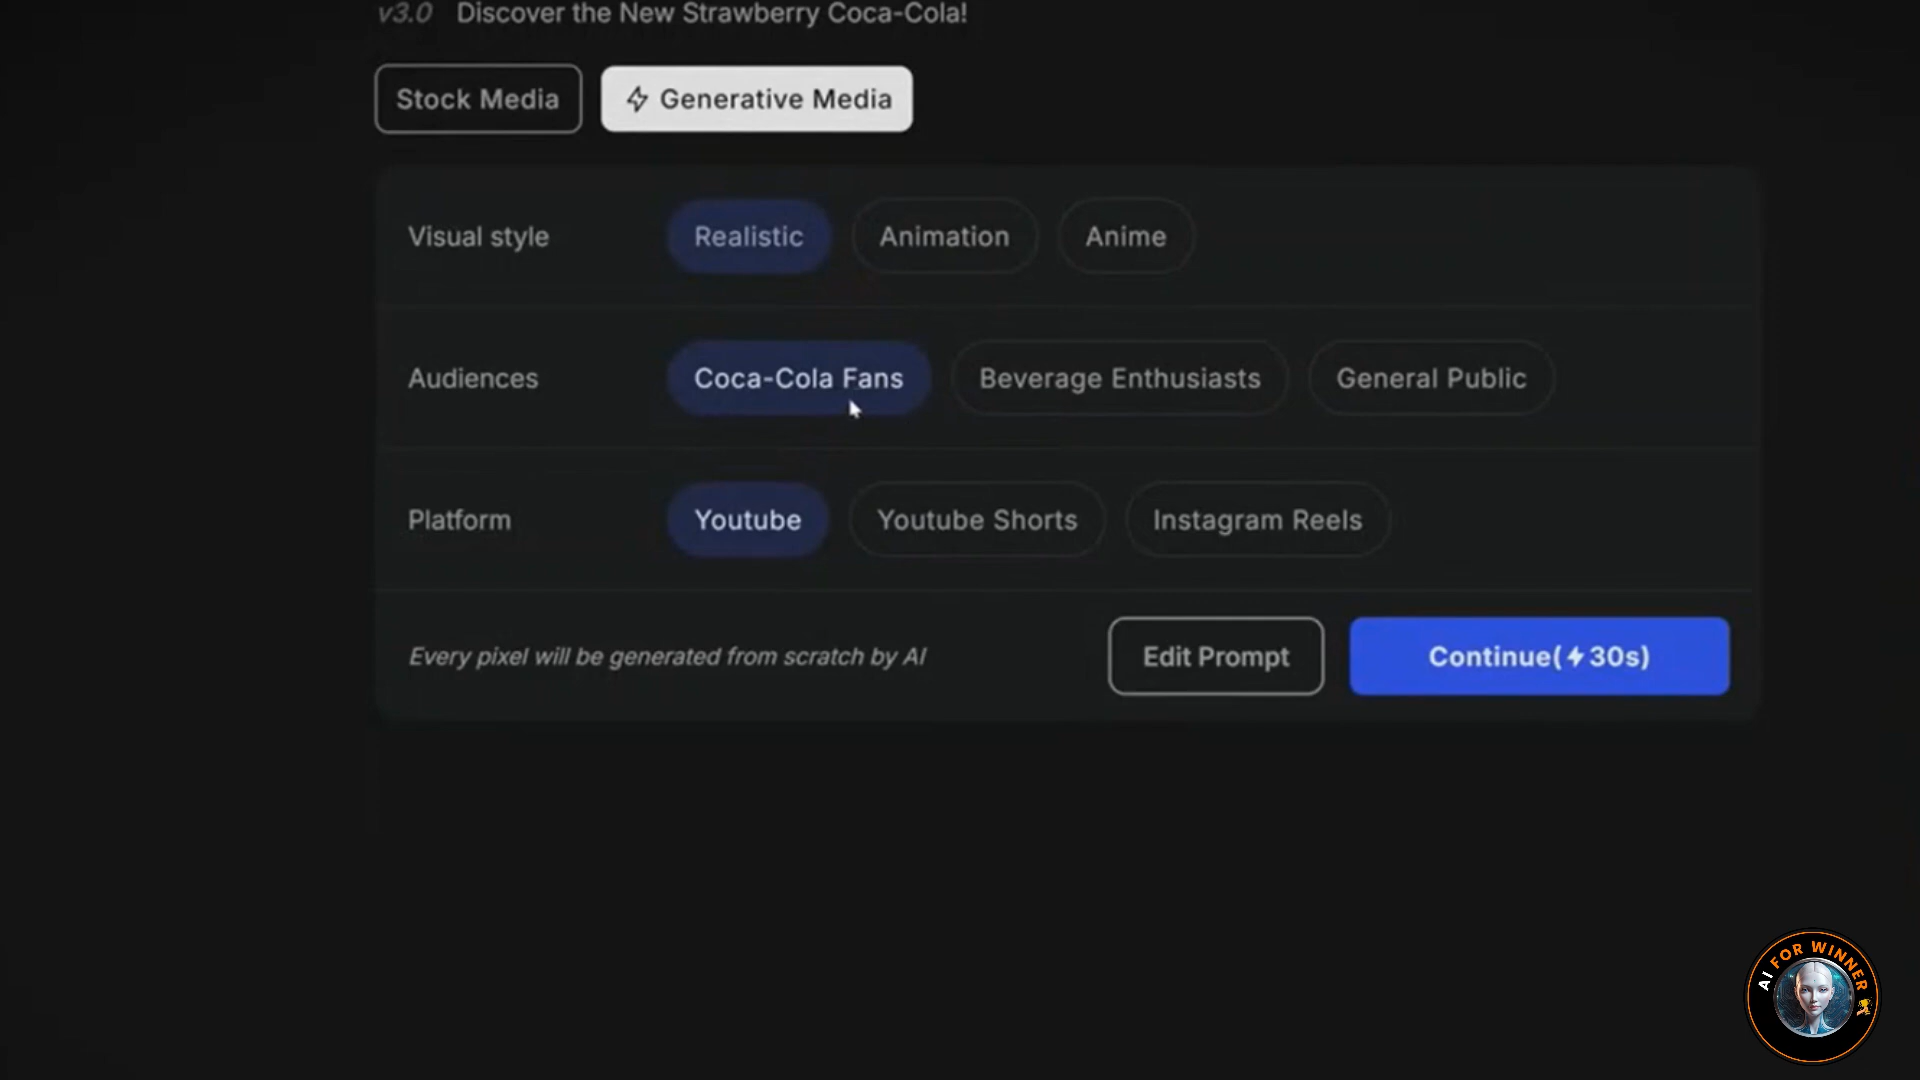 v3.0 Discover the New Strawberry Coca-Cola!
Stock Media Generative Media
Visual style Realistic Animation Anime
Audiences Coca-Cola Fans Beverage Enthusiasts General Public
Platform Youtube Youtube Shorts Instagram Reels
Every pixel will be generated from scratch by AI Edit Prompt Continue(⚡30s)
AI FOR WINNER